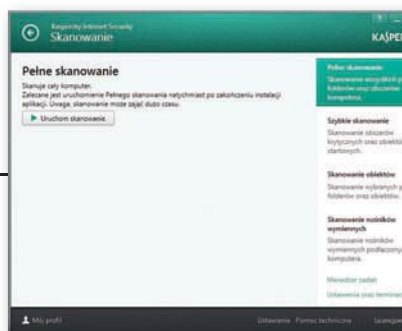 Kaspersky Internet Security
Skanowanie
KASPER
Pełne skanowanie
Skanuje cały komputer.
Zalecane jest uruchomienie Pełnego skanowania natychmiast po zakończeniu instalacji
aplikacji. Uwaga, skanowanie może zająć dużo czasu.
Uruchom skanowanie
Pełne skanowanie
Skanowanie wszystkich
folderów oraz obszarów
komputera.
Szybkie skanowanie
Skanowanie obszarów
krytycznych oraz obiektów
startowych.
Skanowanie obiektów
Skanowanie wybranych
folderów oraz obiektów.
Skanowanie nośników
wymiennych
Skanowanie nośników
wymiennych podłączonych
komputera.
Menedżer zadań
Ustawienia oraz
Mój profil
Ustawienia Pomoc techniczna